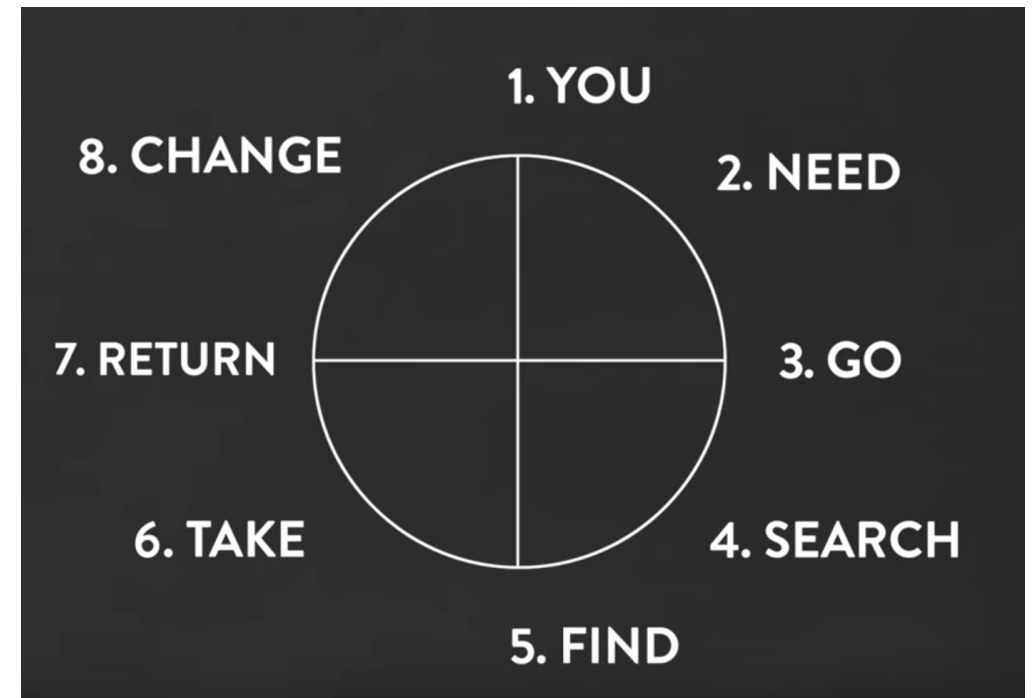 1. YOU
2. NEED
3. GO
4. SEARCH
5. FIND
6. TAKE
7. RETURN
8. CHANGE